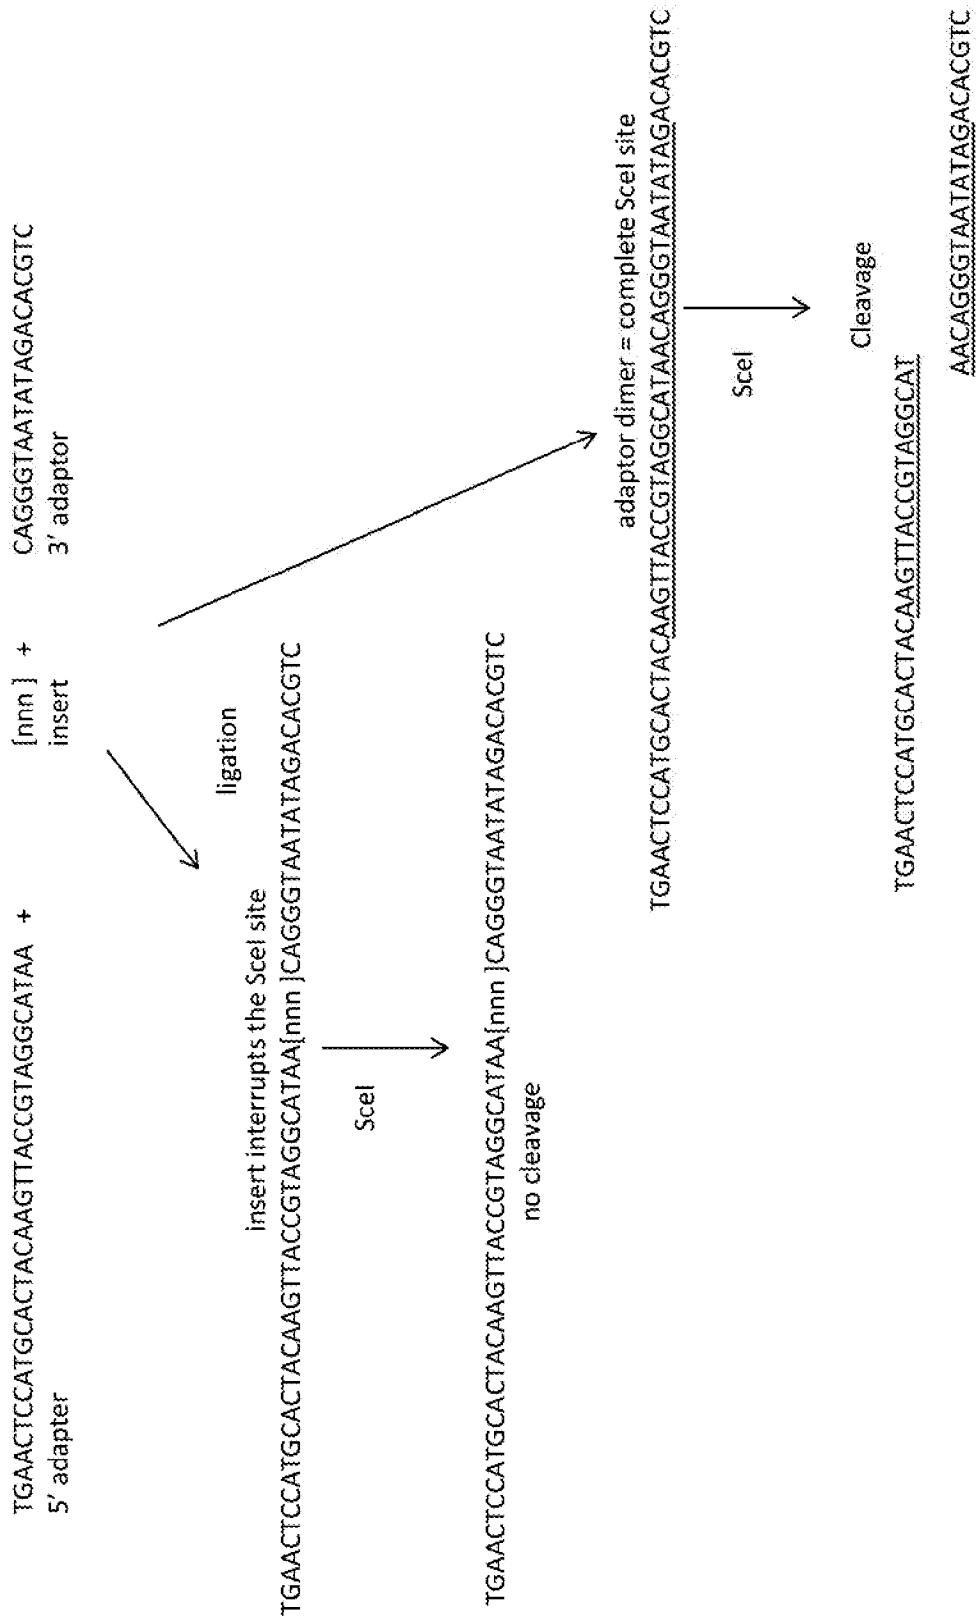 TGAACTCCATGCACTACAAGTTACCGTAGGCATAA + [nnn ] + CAGGGTAATATAGACACGTC
5' adapter insert 3' adaptor
ligation
insert interrupts the SceI site
TGAACTCCATGCACTACAAGTTACCGTAGGCATAA[nnn ]CAGGGTAATATAGACACGTC
SceI
TGAACTCCATGCACTACAAGTTACCGTAGGCATAA[nnn ]CAGGGTAATATAGACACGTC
no cleavage
adaptor dimer = complete SceI site
TGAACTCCATGCACTACAAGTTACCGTAGGCATAACAGGGTAATATAGACACGTC
SceI
Cleavage
TGAACTCCATGCACTACAAGTTACCGTAGGCAT
AACAGGGTAATATAGACACGTC